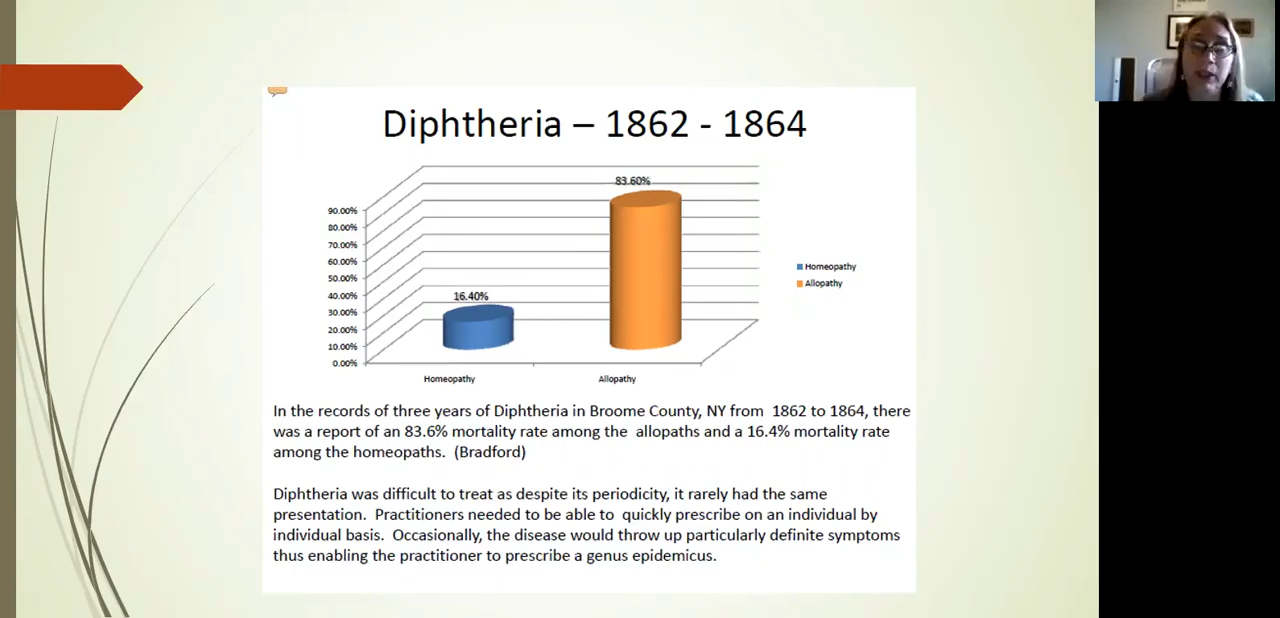 Diphtheria – 1862 - 1864
83.60%
90.00%
80.00%
70.00%
60.00%
50.00%
40.00%
30.00%
20.00%
10.00%
0.00%
16.40%
Homeopathy
Allopathy
Homeopathy
Allopathy
In the records of three years of Diphtheria in Broome County, NY from 1862 to 1864, there
was a report of an 83.6% mortality rate among the allopaths and a 16.4% mortality rate
among the homeopaths. (Bradford)
Diphtheria was difficult to treat as despite its periodicity, it rarely had the same
presentation. Practitioners needed to be able to quickly prescribe on an individual by
individual basis. Occasionally, the disease would throw up particularly definite symptoms
thus enabling the practitioner to prescribe a genus epidemicus.